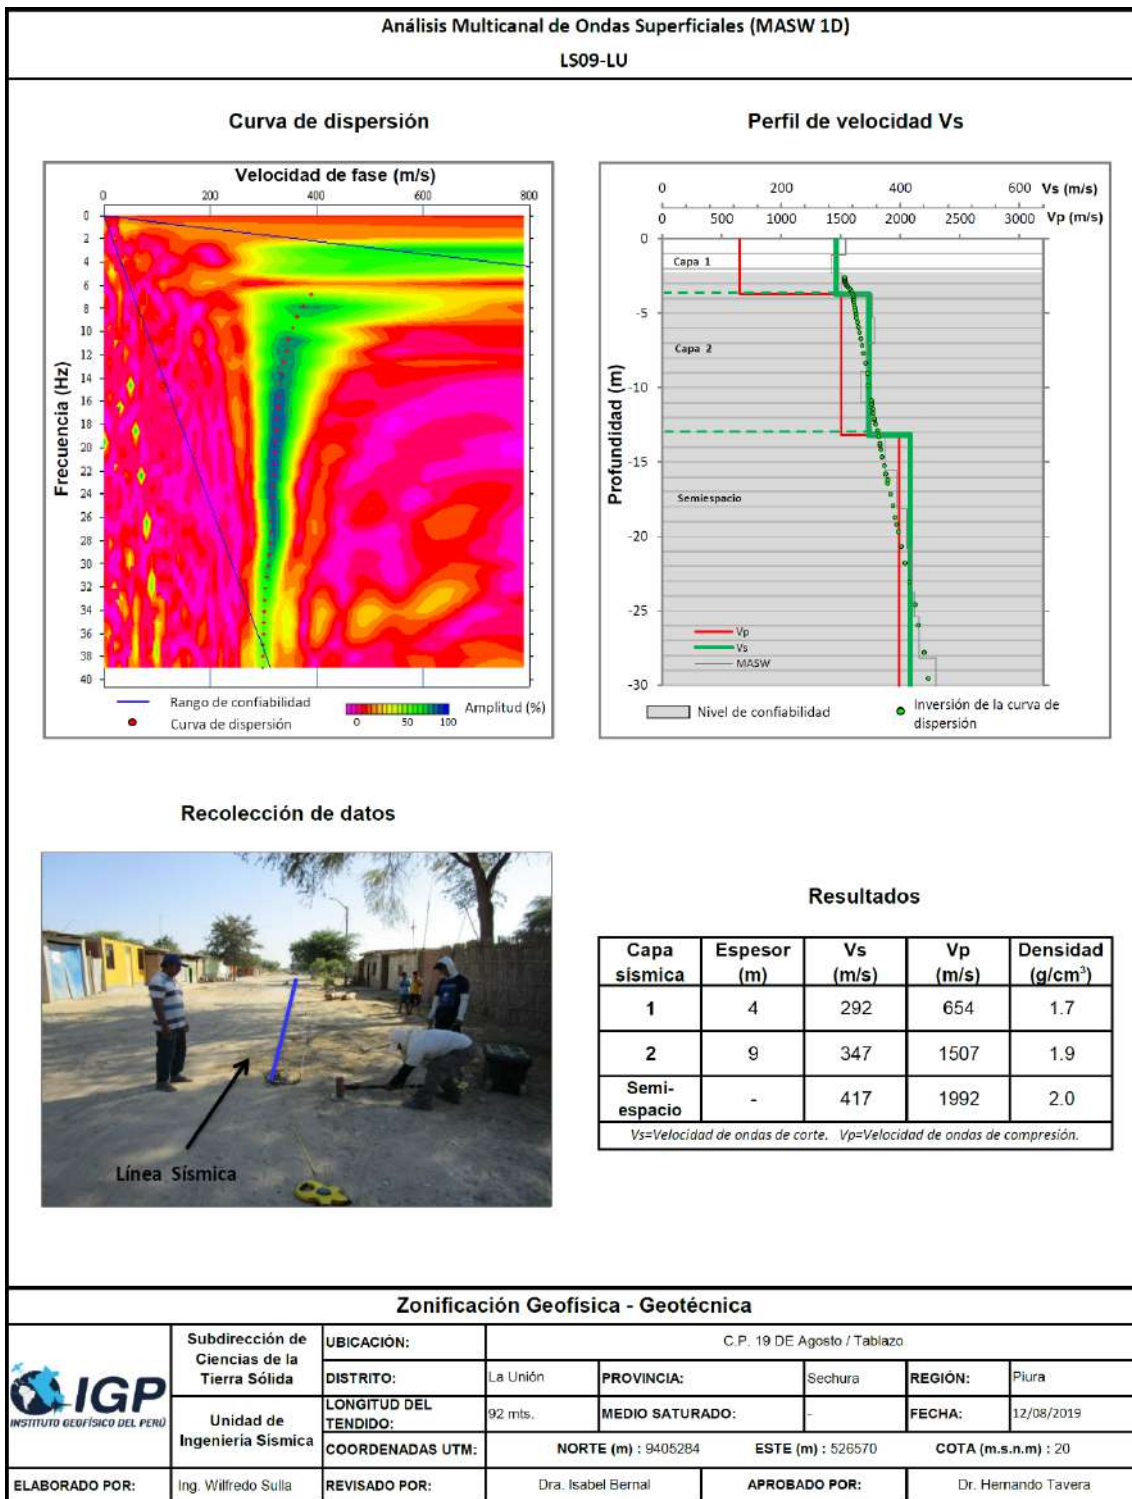 Análisis Multicanal de Ondas Superficiales (MASW 1D)
LS09-LU
Curva de dispersión
Velocidad de fase (m/s)
0 200 400 600 800
Frecuencia (Hz)
0
2
4
6
8
10
12
14
16
18
20
22
24
26
28
30
32
34
36
38
40
Rango de confiabilidad
Curva de dispersión
Amplitud (%)
0 50 100
Perfil de velocidad Vs
0 200 400 600 Vs (m/s)
0 500 1000 1500 2000 2500 3000 Vp (m/s)
Profundidad (m)
0
-5
-10
-15
-20
-25
-30
Capa 1
Capa 2
Semiespacio
Vp
Vs
MASW
Nivel de confiabilidad
Inversión de la curva de
dispersión
Recolección de datos
Línea Sísmica
Resultados
Capa sísmica Espesor (m) Vs (m/s) Vp (m/s) Densidad (g/cm³)
1 4 292 654 1.7
2 9 347 1507 1.9
Semi-espacio - 417 1992 2.0
Vs=Velocidad de ondas de corte. Vp=Velocidad de ondas de compresión.
Zonificación Geofísica - Geotécnica
IGP
INSTITUTO GEOFÍSICO DEL PERÚ
Subdirección de
Ciencias de la
Tierra Sólida
Unidad de
Ingenieria Sismica
UBICACIÓN: C.P. 19 DE Agosto / Tablazo
DISTRITO: La Unión PROVINCIA: Sechura REGIÓN: Piura
LONGITUD DEL TENDIDO: 92 mts. MEDIO SATURADO: - FECHA: 12/08/2019
COORDENADAS UTM: NORTE (m) : 9405284 ESTE (m) : 526570 COTA (m.s.n.m) : 20
ELABORADO POR: Ing. Wilfredo Sulla REVISADO POR: Dra. Isabel Bernal APROBADO POR: Dr. Hernando Tavera